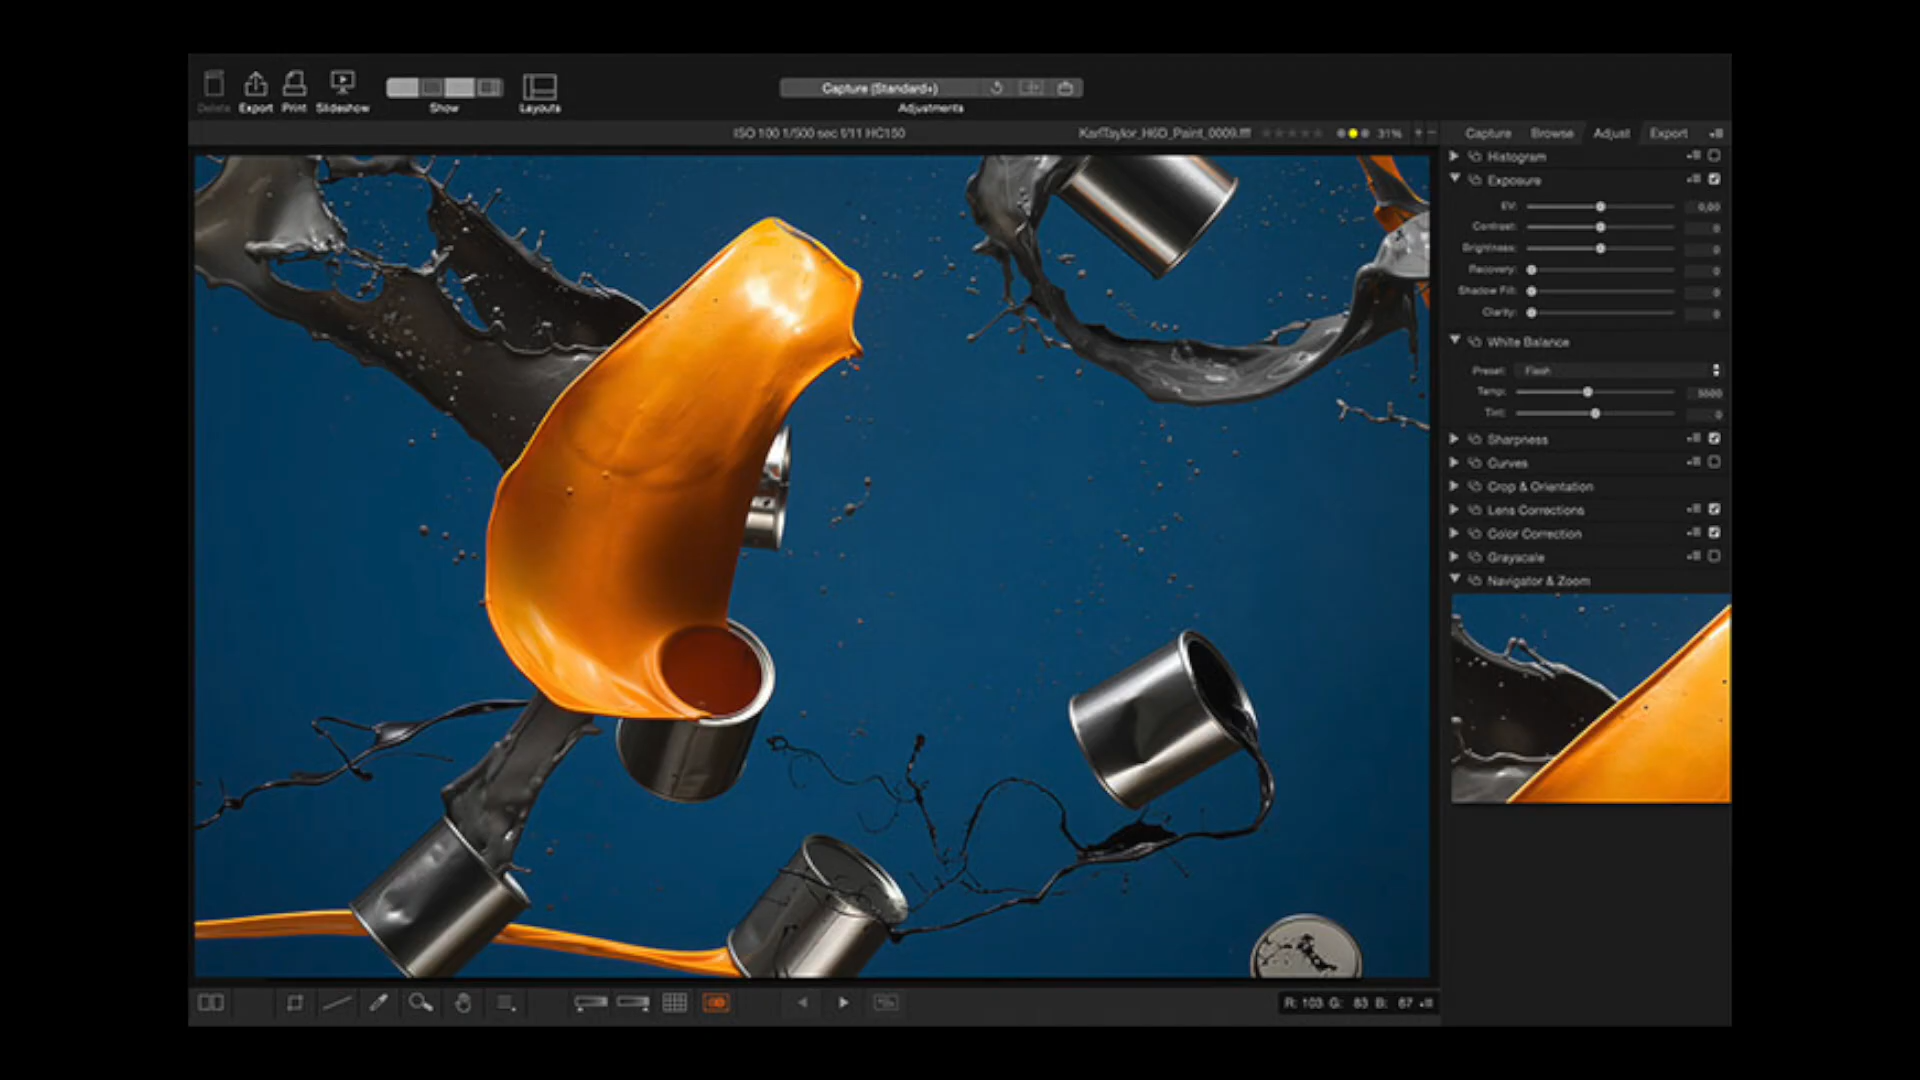 Delete Export Print Slideshow Show Layouts
Capture (Standard+)
Adjustments
ISO 100 1/500 sec f/11 HC150
KarlTaylor_H6D_Paint_0009.fff 31%
Capture Browse Adjust Export
Histogram
Exposure
EV: 0,00
Contrast: 0
Brightness: 0
Recovery: 0
Shadow Fill: 0
Clarity: 0
White Balance
Preset: Flash
Temp: 5500
Tint: 0
Sharpness
Curves
Crop & Orientation
Lens Corrections
Color Correction
Grayscale
Navigator & Zoom
R: 103 G: 83 B: 67